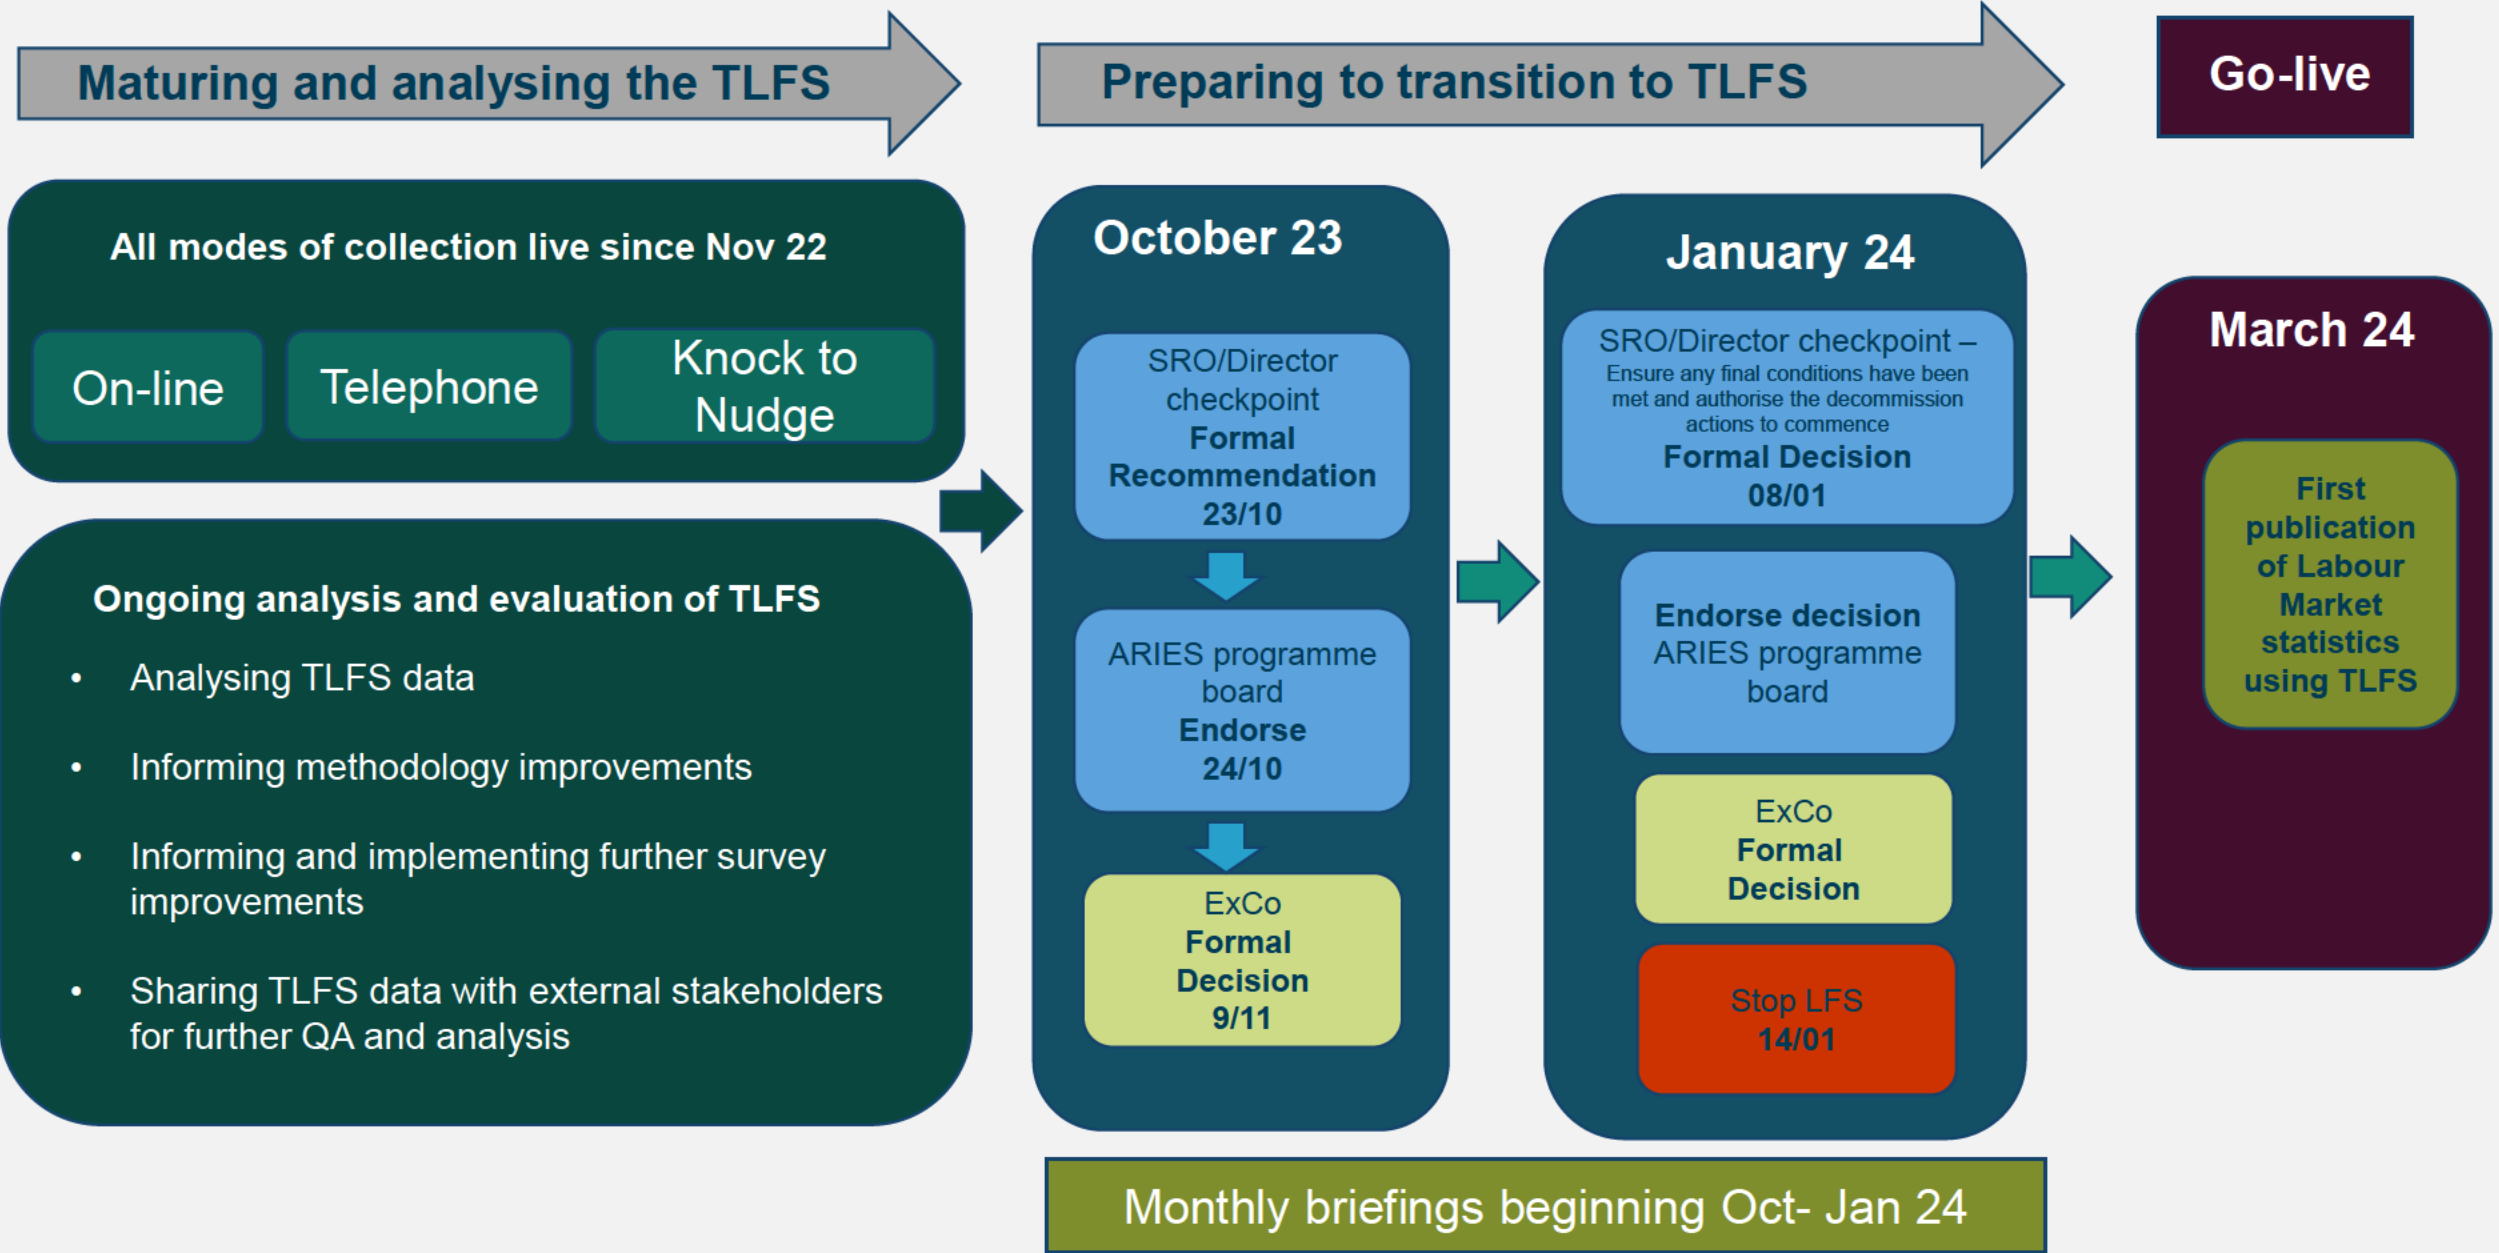 Maturing and analysing the TLFS
Preparing to transition to TLFS
Go-live
All modes of collection live since Nov 22
On-line
Telephone
Knock to
Nudge
Ongoing analysis and evaluation of TLFS
• Analysing TLFS data
• Informing methodology improvements
• Informing and implementing further survey
improvements
• Sharing TLFS data with external stakeholders
for further QA and analysis
October 23
SRO/Director
checkpoint
Formal
Recommendation
23/10
ARIES programme
board
Endorse
24/10
ExCo
Formal
Decision
9/11
January 24
SRO/Director checkpoint –
Ensure any final conditions have been
met and authorise the decommission
actions to commence
Formal Decision
08/01
Endorse decision
ARIES programme
board
ExCo
Formal
Decision
Stop LFS
14/01
March 24
First
publication
of Labour
Market
statistics
using TLFS
Monthly briefings beginning Oct- Jan 24